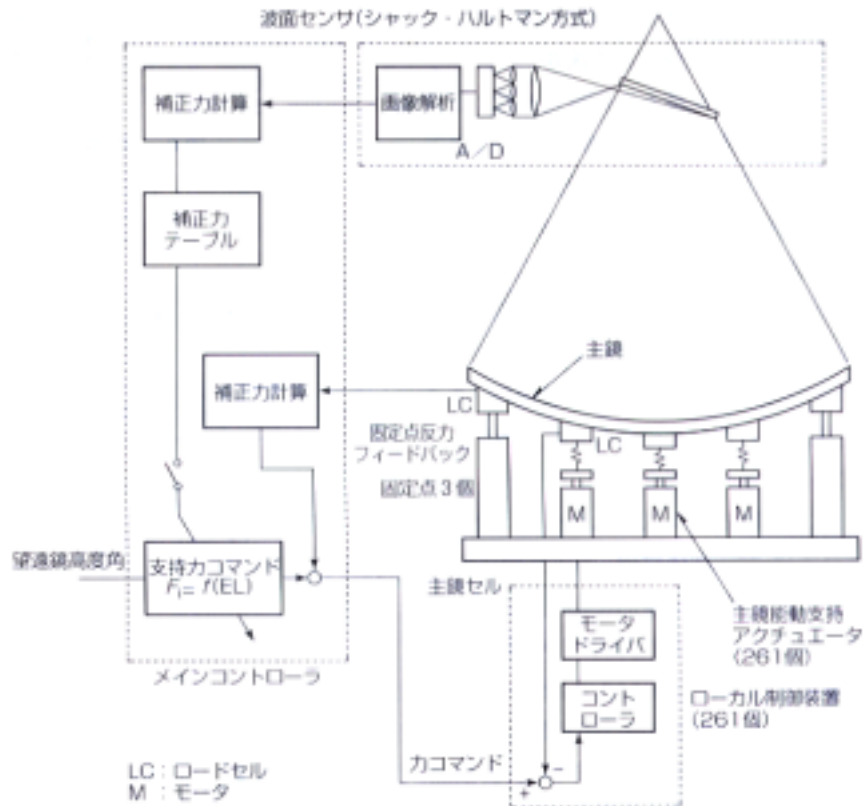 波面センサ(シャック・ハルトマン方式)
補正力計算
画像解析
A/D
補正力
テーブル
主鏡
補正力計算
LC
LC
固定点反力
フィードバック
固定点3個
M
M
M
望遠鏡高度角
支持力コマンド
Fi= f(EL)
主鏡セル
主鏡能動支持
アクチュエータ
(261個)
モータ
ドライバ
メインコントローラ
コント
ローラ
ローカル制御装置
(261個)
力コマンド
+
−
LC:ロードセル
M:モータ